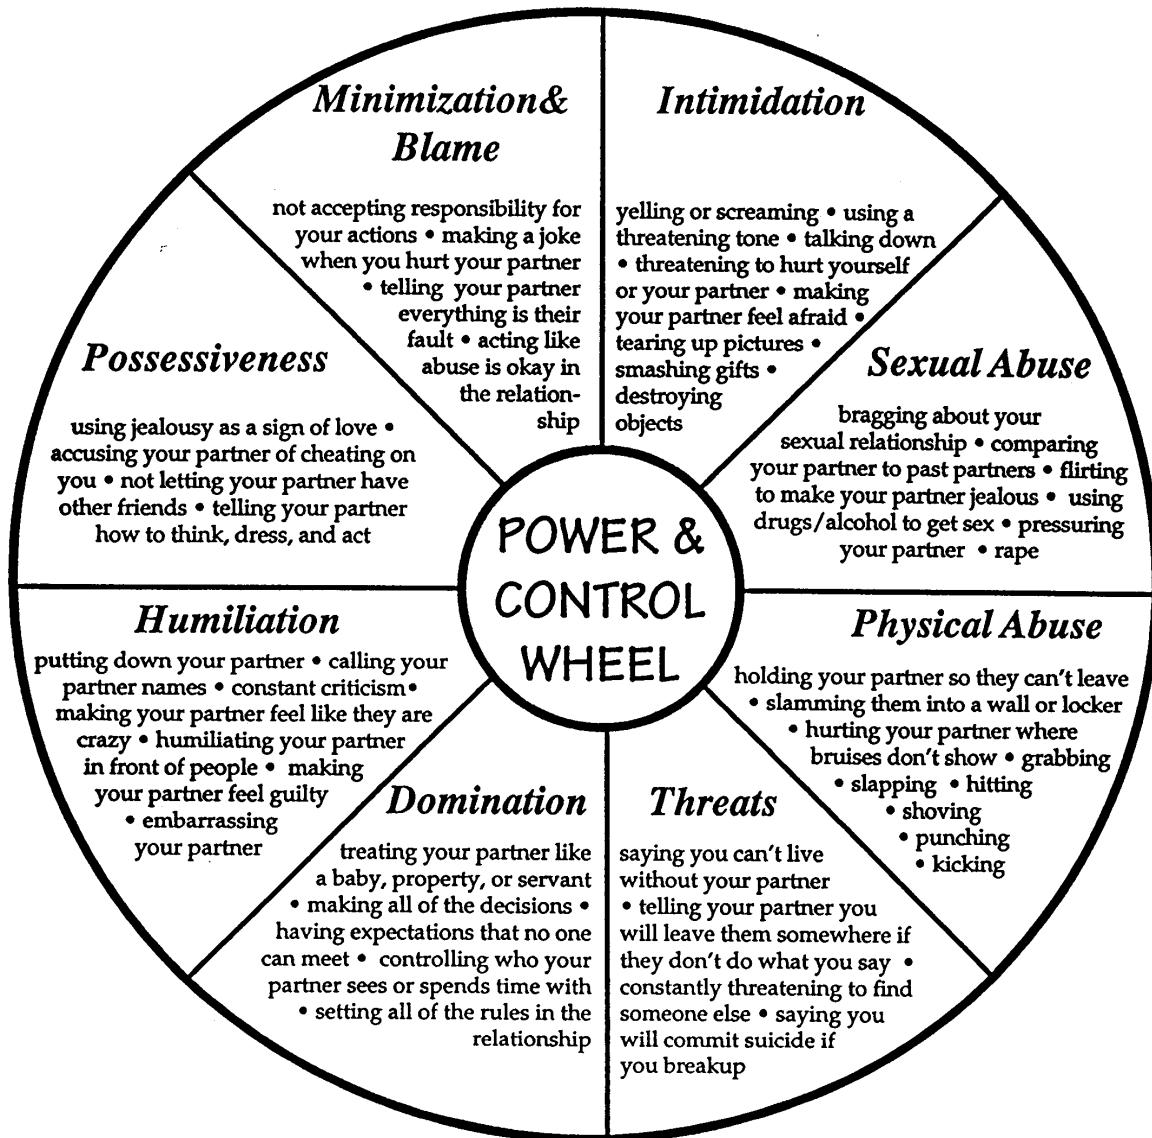 Minimization&
Blame
not accepting responsibility for
your actions • making a joke
when you hurt your partner
• telling your partner
everything is their
fault • acting like
abuse is okay in
the relation-
ship
Intimidation
yelling or screaming • using a
threatening tone • talking down
• threatening to hurt yourself
or your partner • making
your partner feel afraid •
tearing up pictures •
smashing gifts •
destroying
objects
Sexual Abuse
bragging about your
sexual relationship • comparing
your partner to past partners • flirting
to make your partner jealous • using
drugs/alcohol to get sex • pressuring
your partner • rape
Physical Abuse
holding your partner so they can't leave
• slamming them into a wall or locker
• hurting your partner where
bruises don't show • grabbing
• slapping • hitting
• shoving
• punching
• kicking
Threats
saying you can't live
without your partner
• telling your partner you
will leave them somewhere if
they don't do what you say •
constantly threatening to find
someone else • saying you
will commit suicide if
you breakup
Domination
treating your partner like
a baby, property, or servant
• making all of the decisions •
having expectations that no one
can meet • controlling who your
partner sees or spends time with
• setting all of the rules in the
relationship
Humiliation
putting down your partner • calling your
partner names • constant criticism•
making your partner feel like they are
crazy • humiliating your partner
in front of people • making
your partner feel guilty
• embarrassing
your partner
Possessiveness
using jealousy as a sign of love •
accusing your partner of cheating on
you • not letting your partner have
other friends • telling your partner
how to think, dress, and act
POWER &
CONTROL
WHEEL